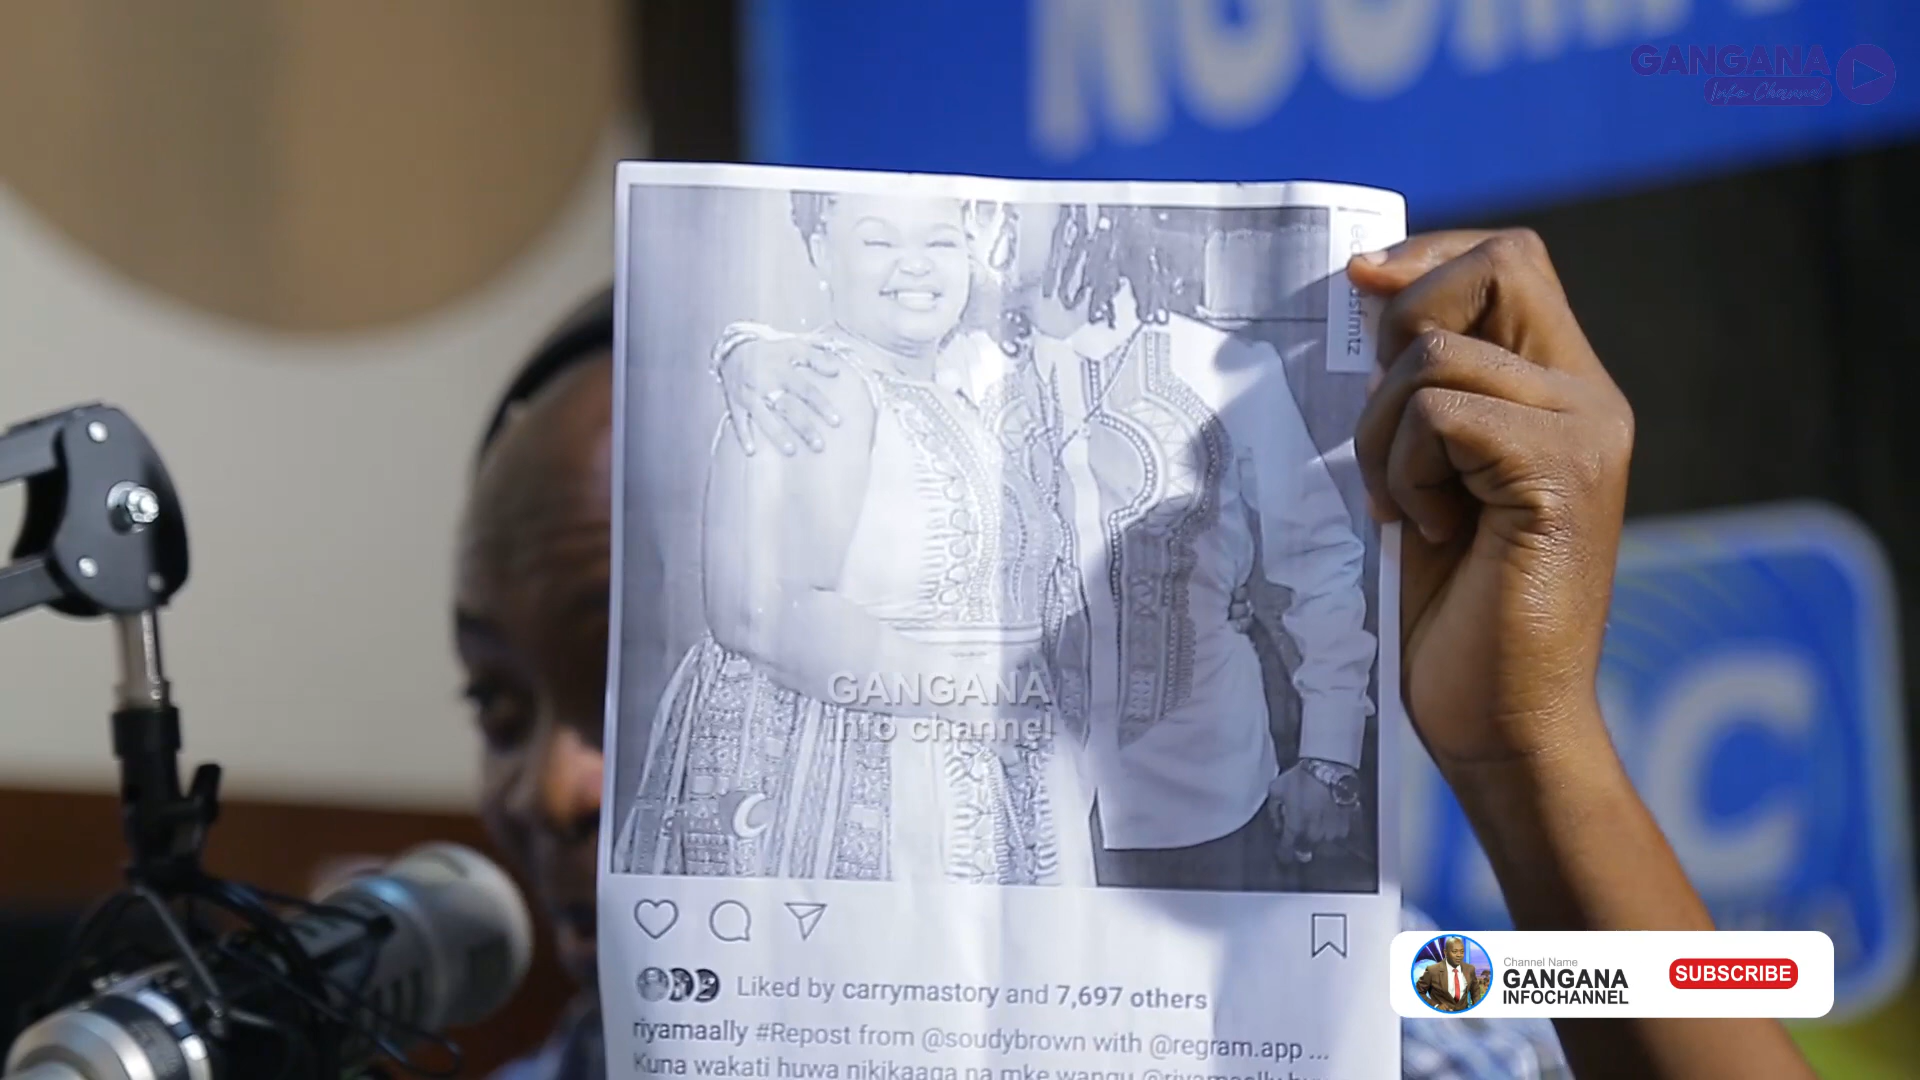 GANGANA
Info Channel
GANGANA
info channel
Liked by carrymastory and 7,697 others
riyamaally #Repost from @soudybrown with @regram.app ...
Kuna wakati huwa nikikaaga na mke wangu
Channel Name
GANGANA
INFOCHANNEL
SUBSCRIBE